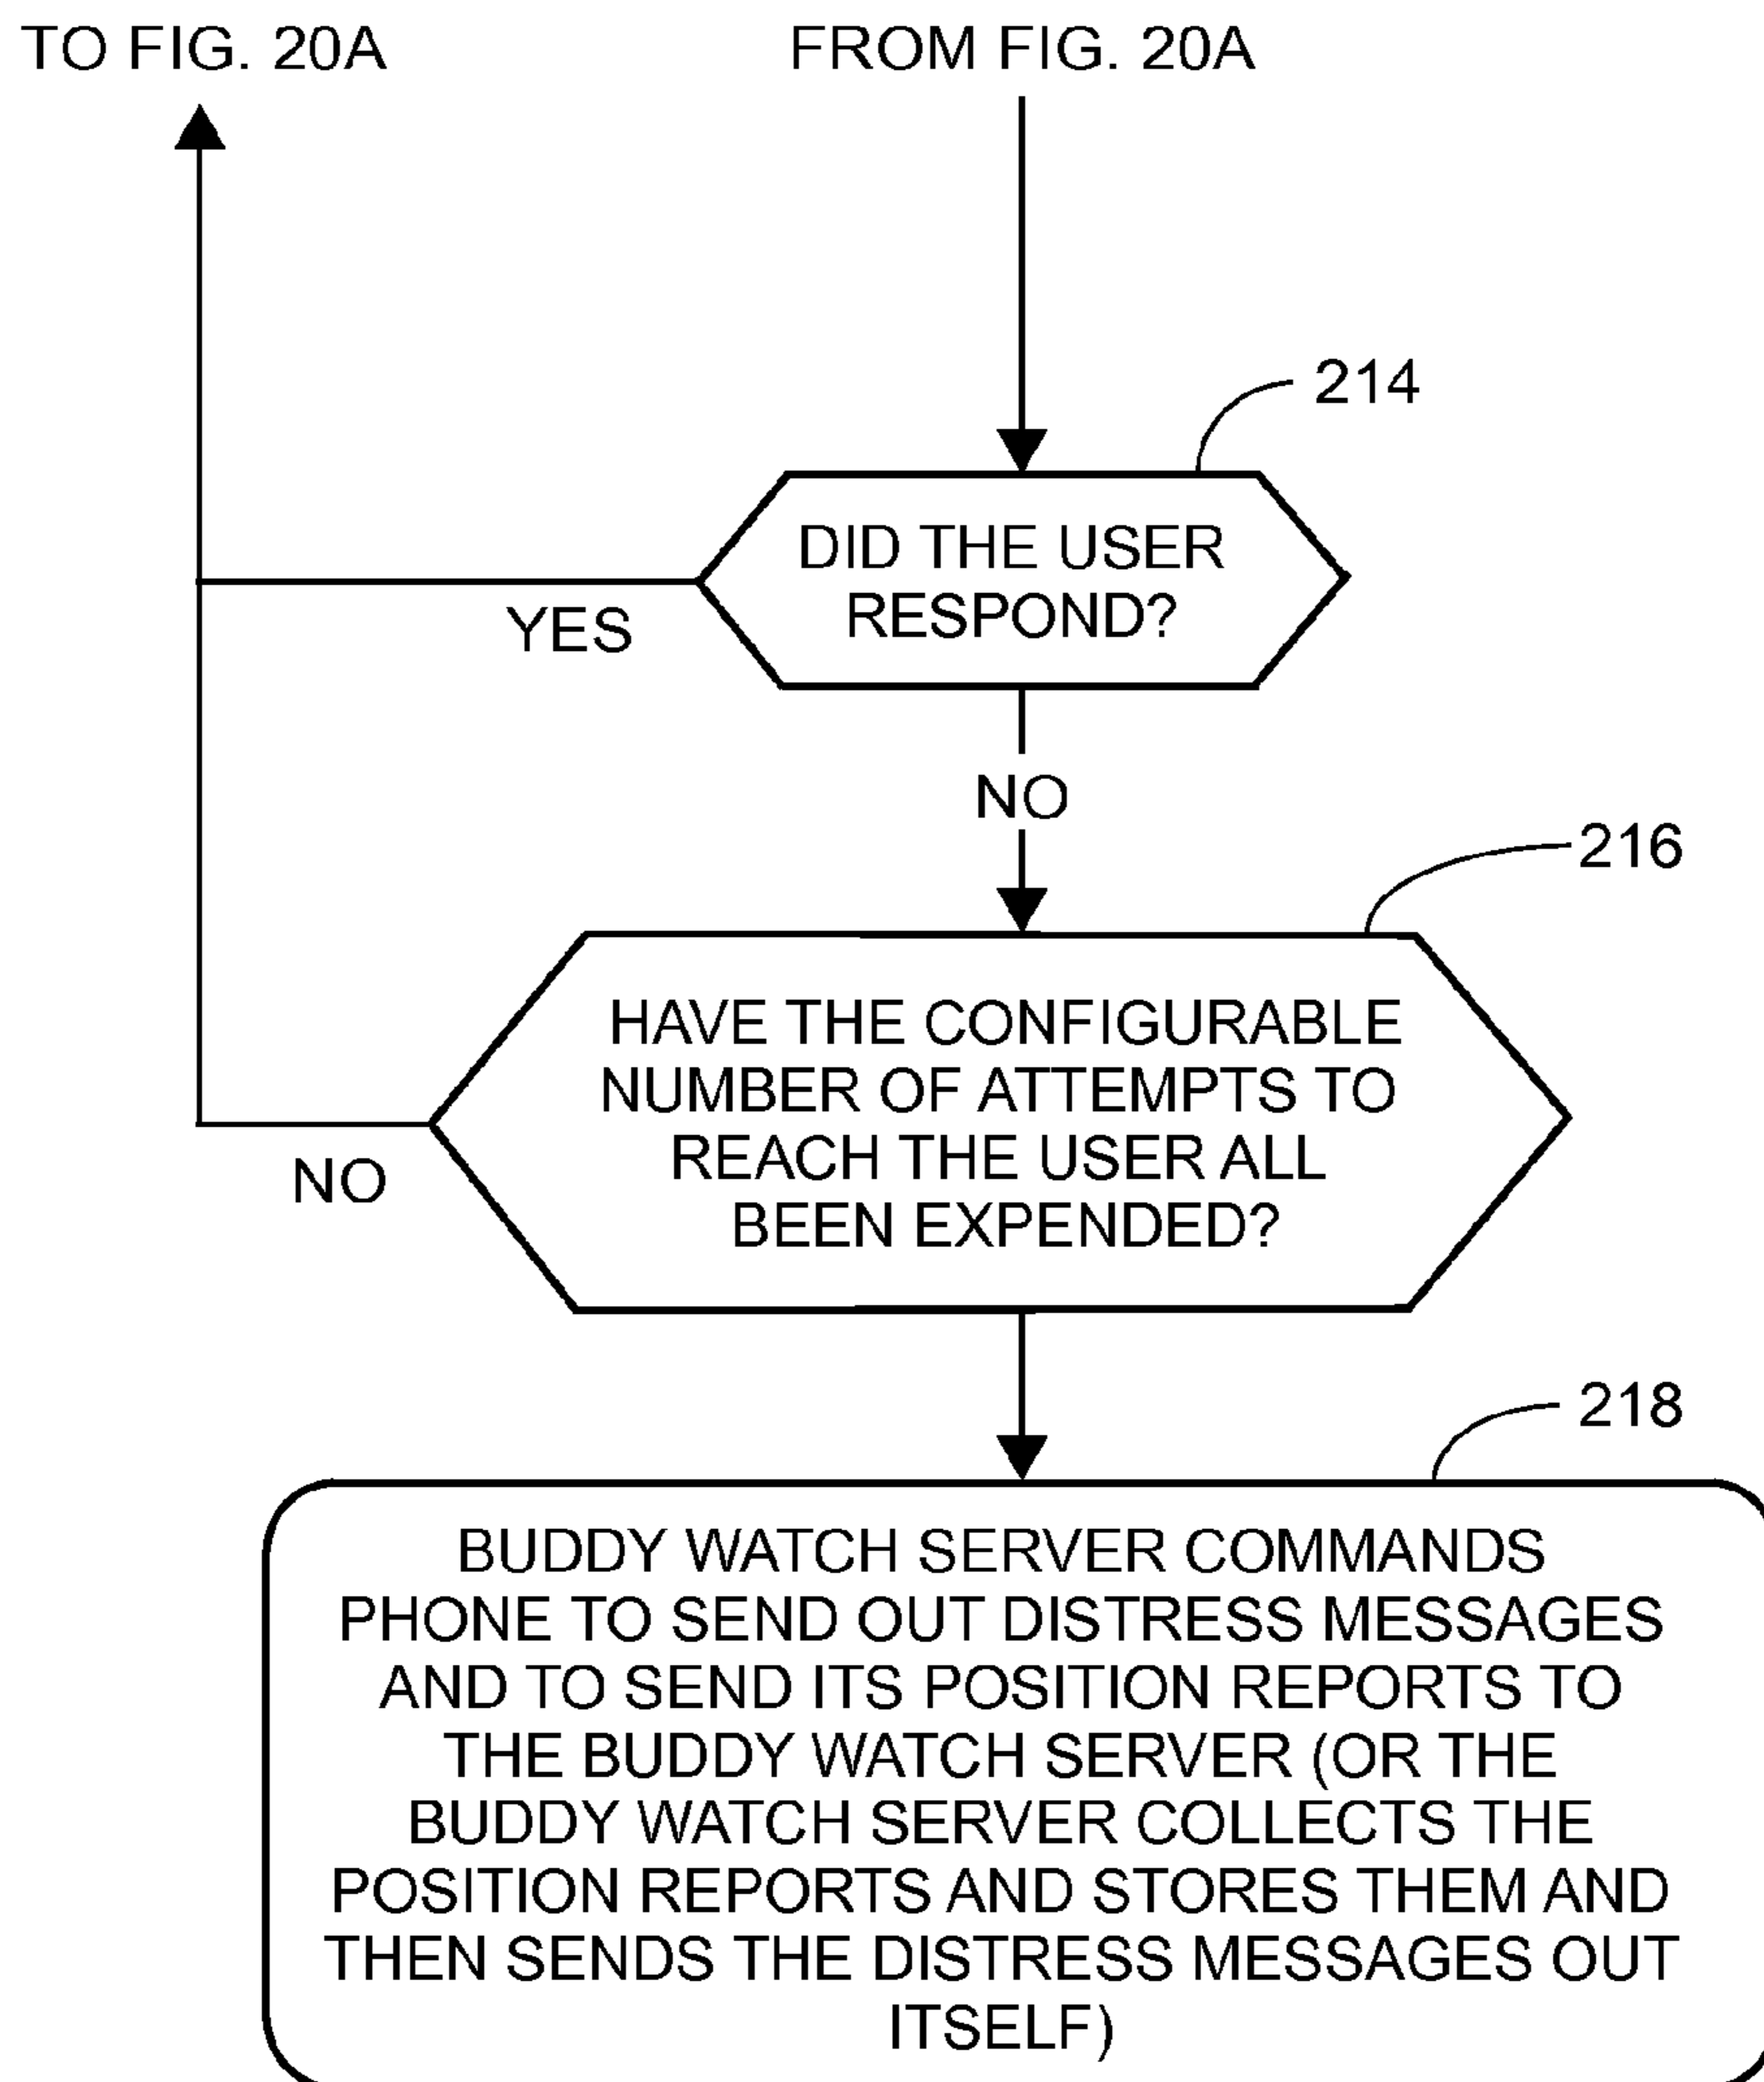 TO FIG. 20A
FROM FIG. 20A
214
DID THE USER
RESPOND?
YES
NO
216
HAVE THE CONFIGURABLE
NUMBER OF ATTEMPTS TO
REACH THE USER ALL
BEEN EXPENDED?
NO
218
BUDDY WATCH SERVER COMMANDS
PHONE TO SEND OUT DISTRESS MESSAGES
AND TO SEND ITS POSITION REPORTS TO
THE BUDDY WATCH SERVER (OR THE
BUDDY WATCH SERVER COLLECTS THE
POSITION REPORTS AND STORES THEM AND
THEN SENDS THE DISTRESS MESSAGES OUT
ITSELF)